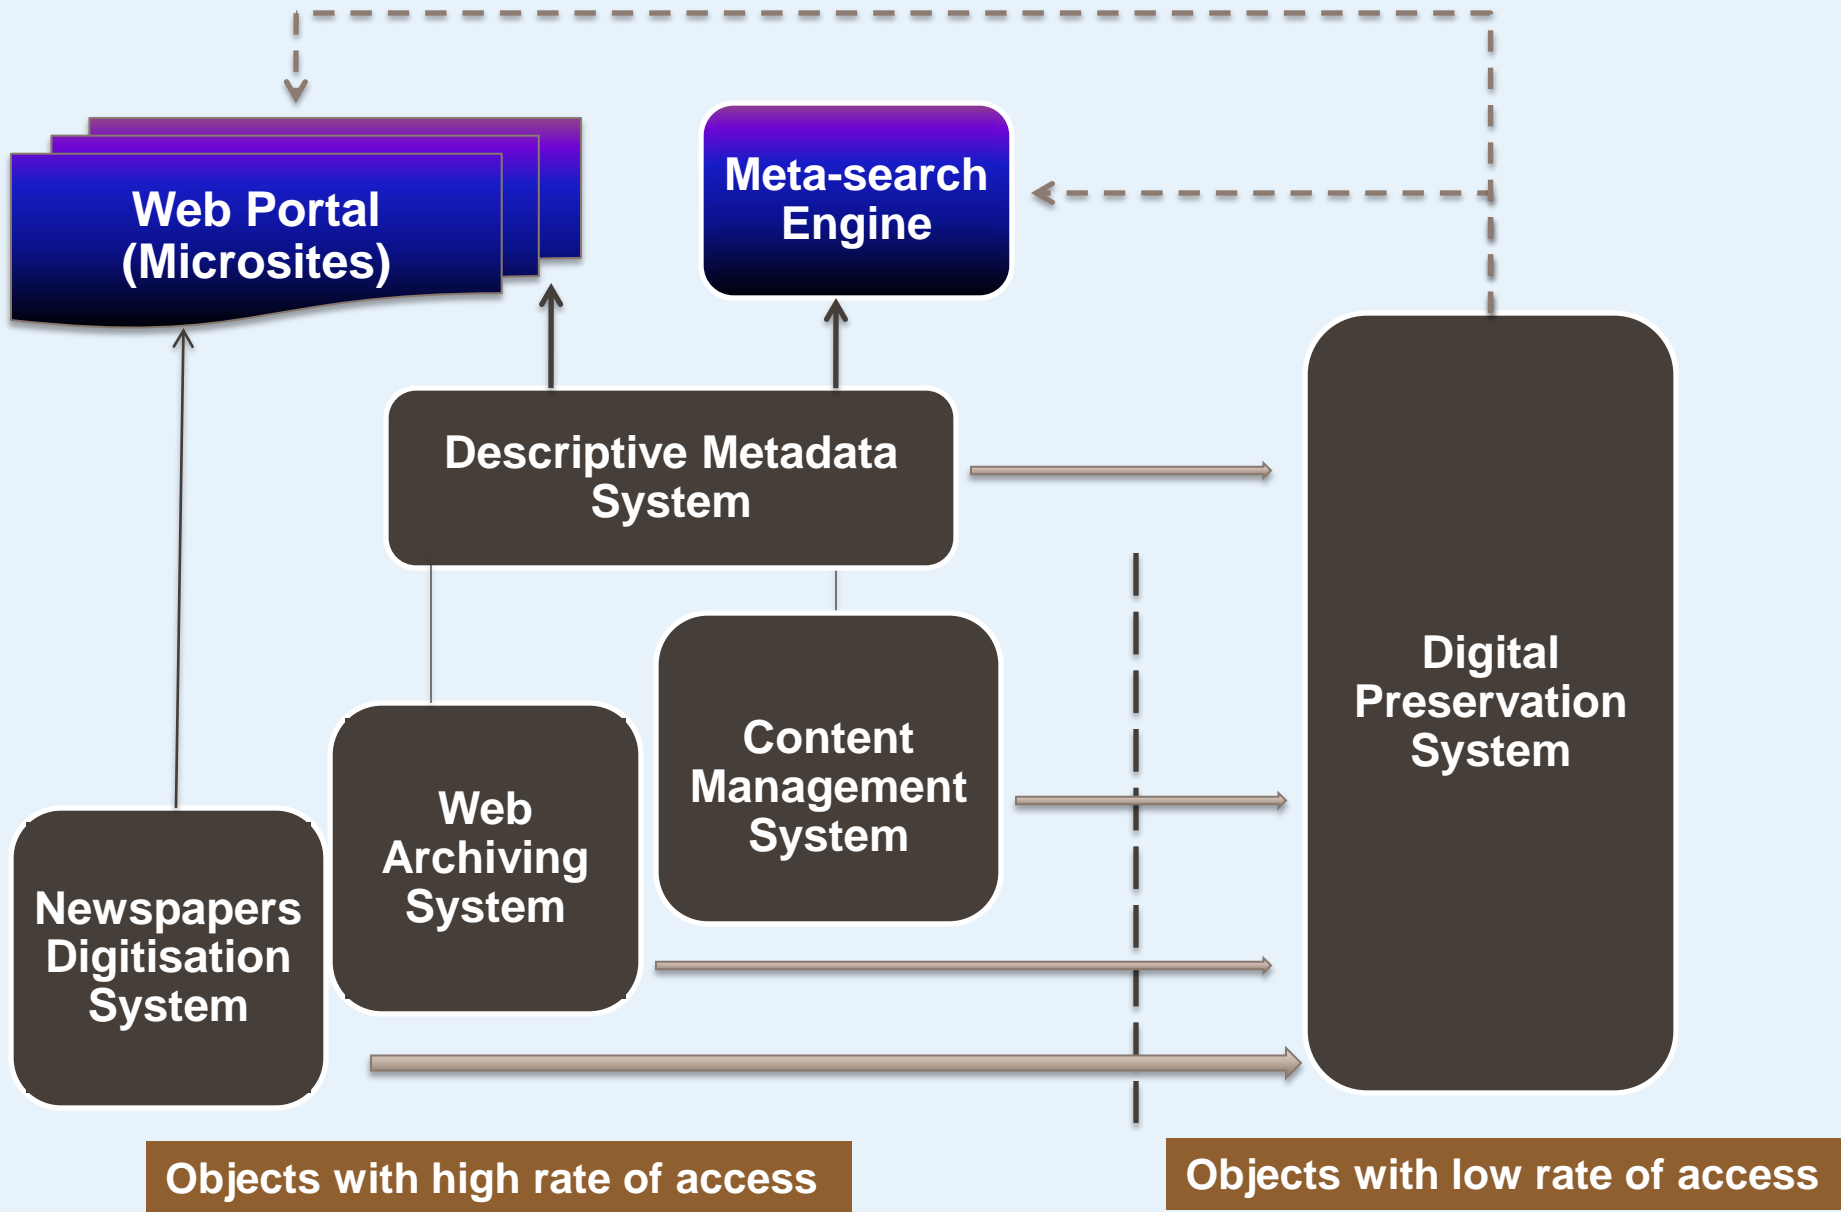 Web Portal
(Microsites)
Meta-search
Engine
Descriptive Metadata
System
Digital
Preservation
System
Content
Management
System
Web
Archiving
System
Newspapers
Digitisation
System
Objects with high rate of access
Objects with low rate of access